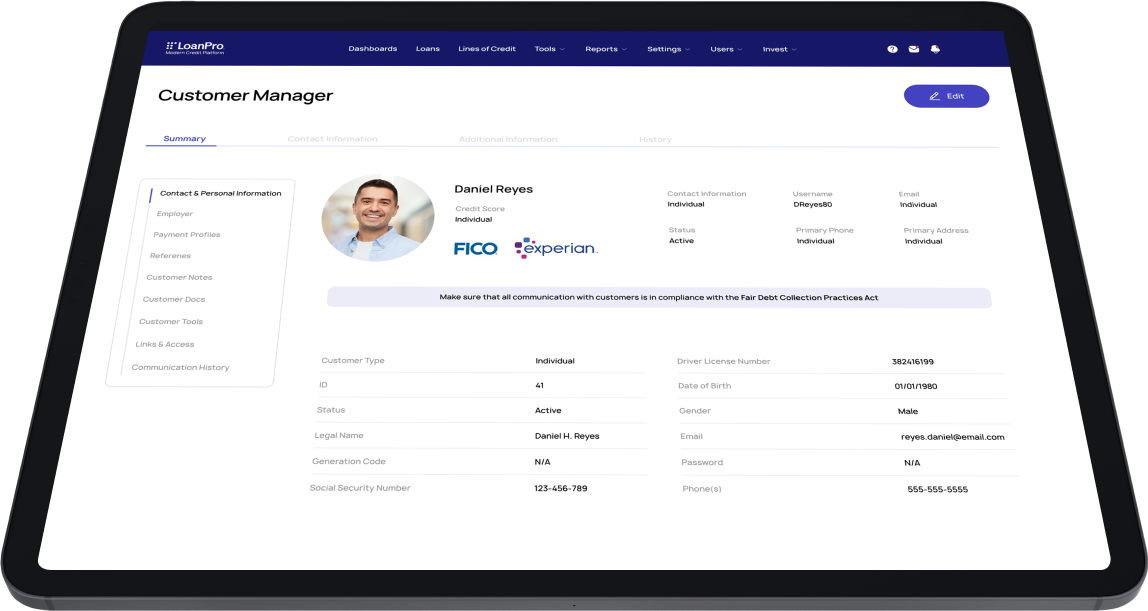 LoanPro
Modern Credit Platform
Dashboards
Loans
Lines of Credit
Tools
Reports
Settings
Users
Invest
Customer Manager
Edit
Summary
Contact Information
Additional Information
History
Contact & Personal Information
Employer
Payment Profiles
Referenes
Customer Notes
Customer Docs
Customer Tools
Links & Access
Communication History
Daniel Reyes
Credit Score
Individual
FICO
experian
Contact Information
Individual
Username
DReyes80
Email
Individual
Status
Active
Primary Phone
Individual
Primary Address
Individual
Make sure that all communication with customers is in compliance with the Fair Debt Collection Practices Act
Customer Type Individual
ID 41
Status Active
Legal Name Daniel H. Reyes
Generation Code N/A
Social Security Number 123-456-789
Driver License Number 382416199
Date of Birth 01/01/1980
Gender Male
Email reyes.daniel@email.com
Password N/A
Phone(s) 555-555-5555